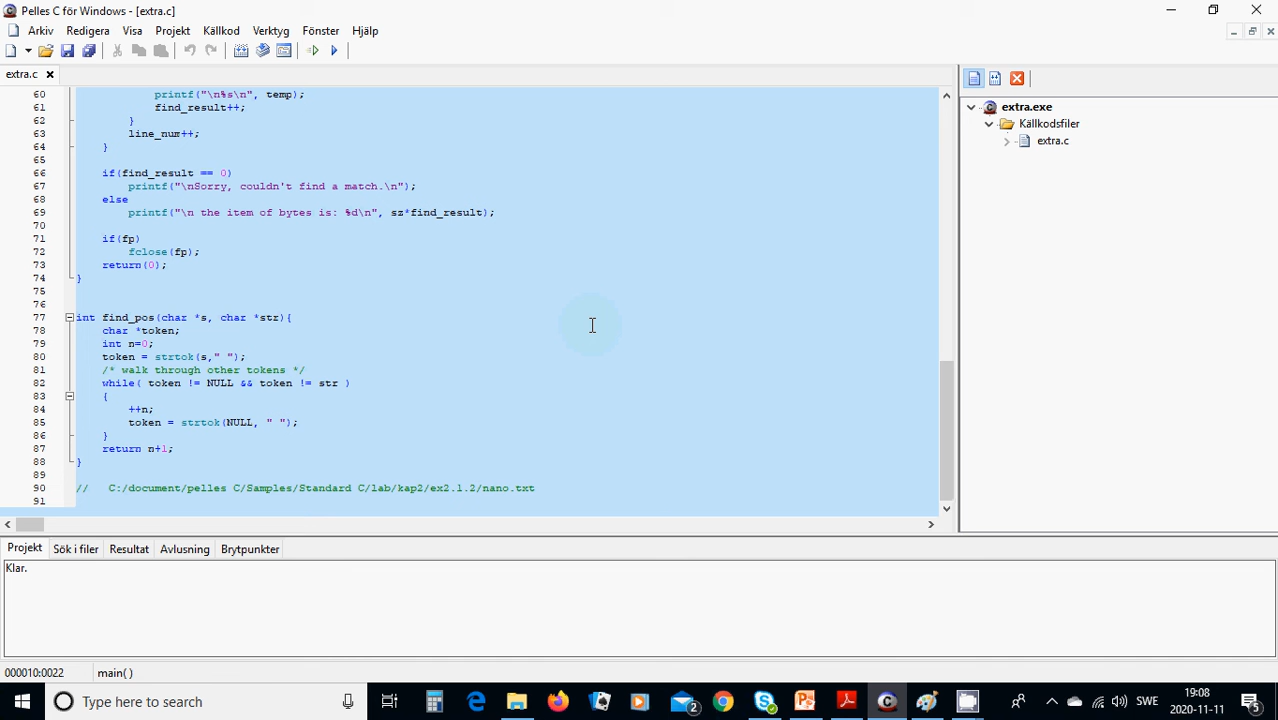 Pelles C för Windows - [extra.c]
Arkiv Redigera Visa Projekt Källkod Verktyg Fönster Hjälp
extra.c
60 printf("\n%s\n", temp);
61 find_result++;
62 }
63 line_num++;
64 }
65
66 if(find_result == 0)
67 printf("\nSorry, couldn't find a match.\n");
68 else
69 printf("\n the item of bytes is: %d\n", sz*find_result);
70
71 if(fp)
72 fclose(fp);
73 return(0);
74 }
75
76
77 int find_pos(char *s, char *str){
78 char *token;
79 int n=0;
80 token = strtok(s," ");
81 /* walk through other tokens */
82 while( token != NULL && token != str )
83 {
84 ++n;
85 token = strtok(NULL, " ");
86 }
87 return n+1;
88 }
89
90 // C:/document/pelles C/Samples/Standard C/lab/kap2/ex2.1.2/nano.txt
91
extra.exe
Källkodsfiler
extra.c
Projekt Sök i filer Resultat Avlusning Brytpunkter
Klar.
000010:0022 main( )
Type here to search
2
SWE
19:08
2020-11-11
5